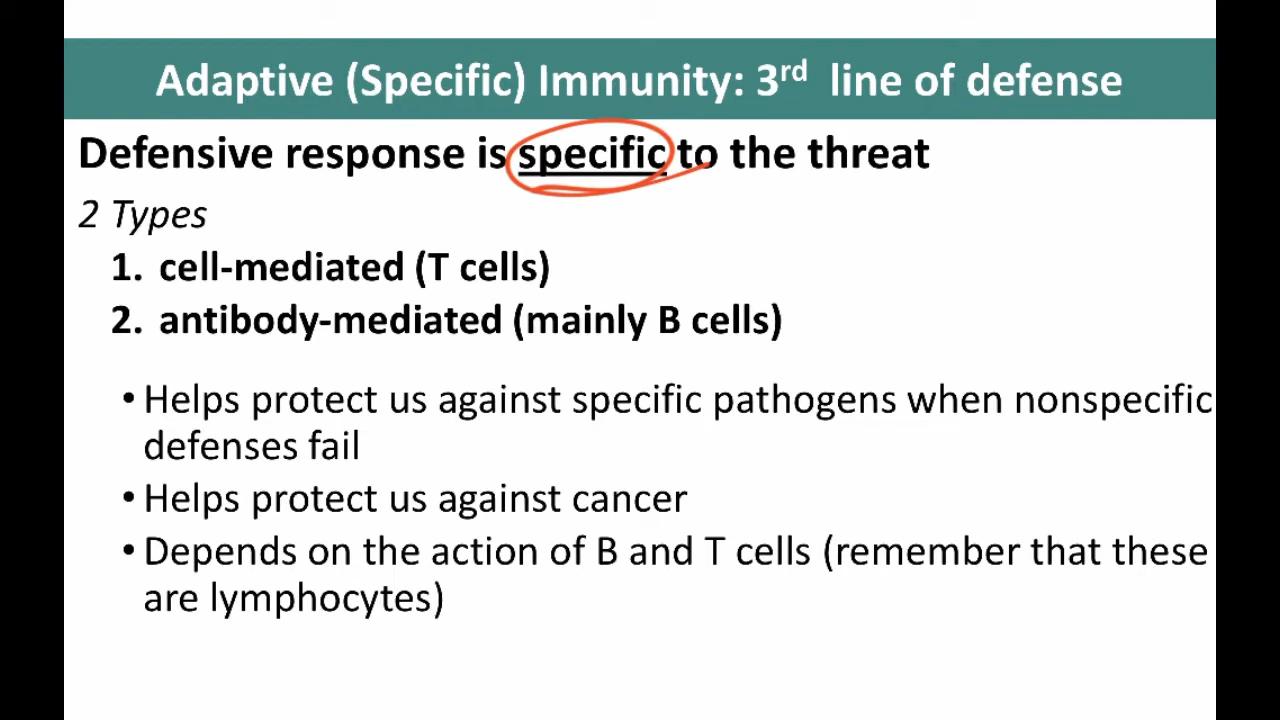 Adaptive (Specific) Immunity: 3rd line of defense
Defensive response is specific to the threat
2 Types
1. cell-mediated (T cells)
2. antibody-mediated (mainly B cells)
• Helps protect us against specific pathogens when nonspecific
defenses fail
• Helps protect us against cancer
• Depends on the action of B and T cells (remember that these
are lymphocytes)